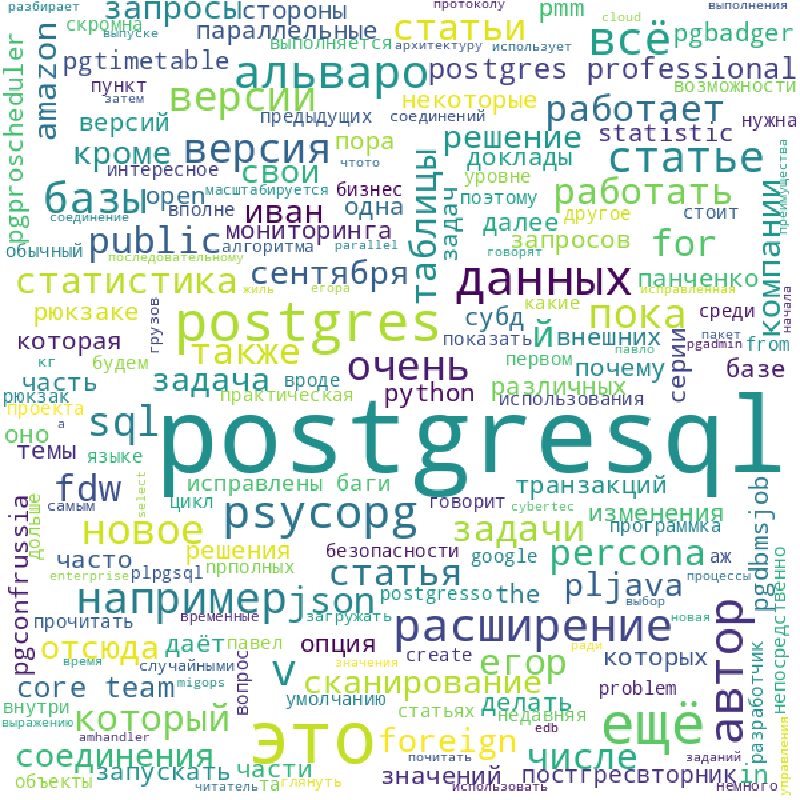 разбирает
запросы
стороны
протоколу
выполнения
скромна
статьи
pmm
cloud
выпуске
параллельные
всё
pgbadger
amazon
выполняется
архитектуру
использует
pgtimetable
альваро
postgres professional
пункт
затем
версии
некоторые
возможности
pgproscheduler
версий
предыдущих
соединений
работает
нужна
версия
пора
решение
statistic
кроме
интересное
свои
чтото
доклады
статье
преимущества
базы
open
масштабируется
бизнес
уровне
работать
соединение
вполне
иван
одна
таблицы
задач
поэтому
другое
стоит
обычный
public
мониторинга
далее
алгоритма
parallel
запросов
for
компании
последовательному
говорят
статистика
сентября
данных
панченко
жиль
егора
исправленная
рюкзаке
грузов
postgres
какие
пока
среди
начала
субд
й
внешних
пакет
которая
также
показать
первом
pgadmin
from
павло
кг
будем
очень
почему
серии
базе
часть
задача
вроде
python
различных
рюкзак
практическая
использования
проекта
sql
postgresql
а
оно
темы
языке
исправлены баги
транзакций
select
fdw
цикл
говорит
самым
psycopg
cybertec
изменения
pgdbmsjob
дольше
новое
задачи
программка
pgconfrussia
решения
безопасности
google
percona
аж
часто
нрполных
непосредственно
enterprise
plpgsql
статья
pljava
процессы
например
json
postgresso
the
выбор
прочитать
временные
загружать
расширение
новая
автор
отсюда
даёт
павел
опция
create
егор
которых
ради
время
случайными
вопрос
значения
v
core team
migops
сканирование
problem
разработчик
внутри
умолчанию
делать
который
статьях
недавняя
ещё
выражению
amhandler
это
edb
управления
соединения
foreign
числе
почитать
заданий
запускать
части
значений
постгресвторник
in
объекты
читатель
та
глянуть
использовать
немного